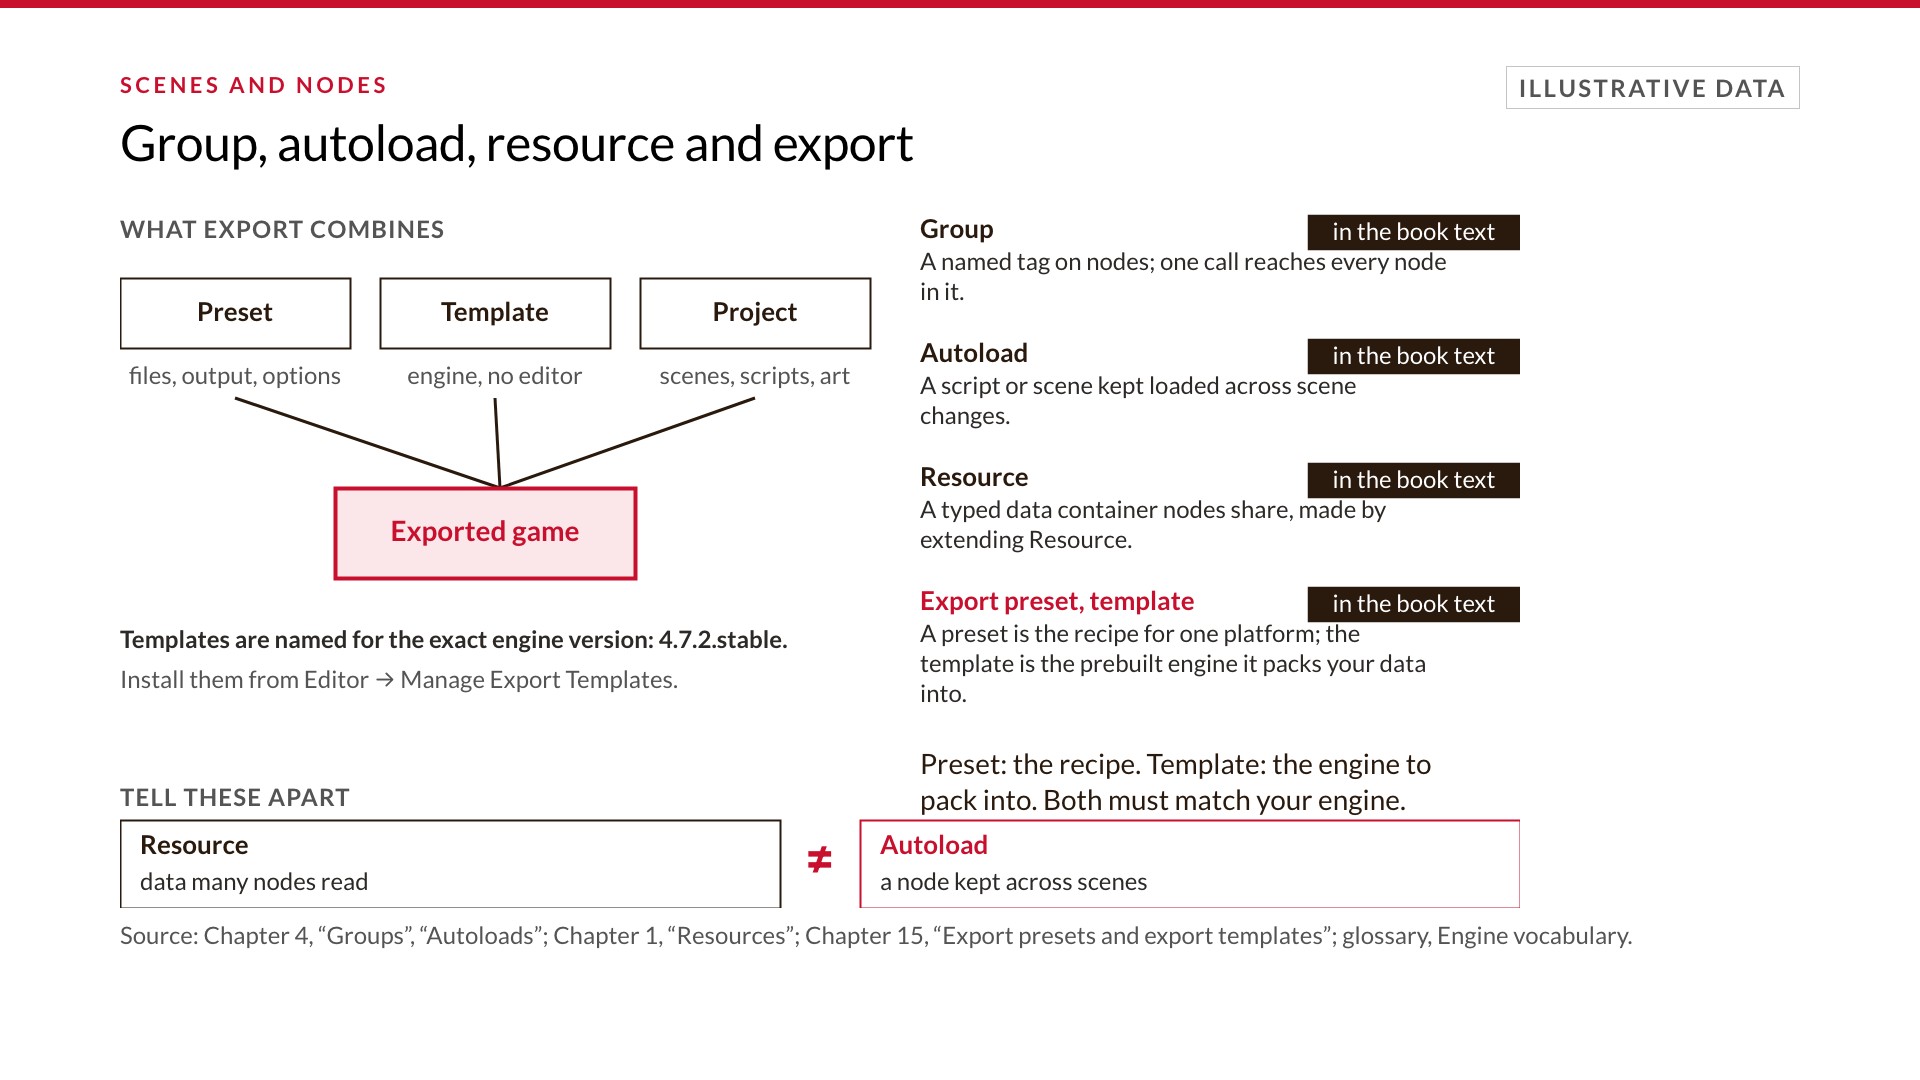 SCENES AND NODES
ILLUSTRATIVE DATA
Group, autoload, resource and export
WHAT EXPORT COMBINES
Preset
Template
Project
files, output, options
engine, no editor
scenes, scripts, art
Exported game
Templates are named for the exact engine version: 4.7.2.stable.
Install them from Editor → Manage Export Templates.
Group
in the book text
A named tag on nodes; one call reaches every node
in it.
Autoload
in the book text
A script or scene kept loaded across scene
changes.
Resource
in the book text
A typed data container nodes share, made by
extending Resource.
Export preset, template
in the book text
A preset is the recipe for one platform; the
template is the prebuilt engine it packs your data
into.
Preset: the recipe. Template: the engine to
pack into. Both must match your engine.
TELL THESE APART
Resource
data many nodes read
≠
Autoload
a node kept across scenes
Source: Chapter 4, “Groups”, “Autoloads”; Chapter 1, “Resources”; Chapter 15, “Export presets and export templates”; glossary, Engine vocabulary.